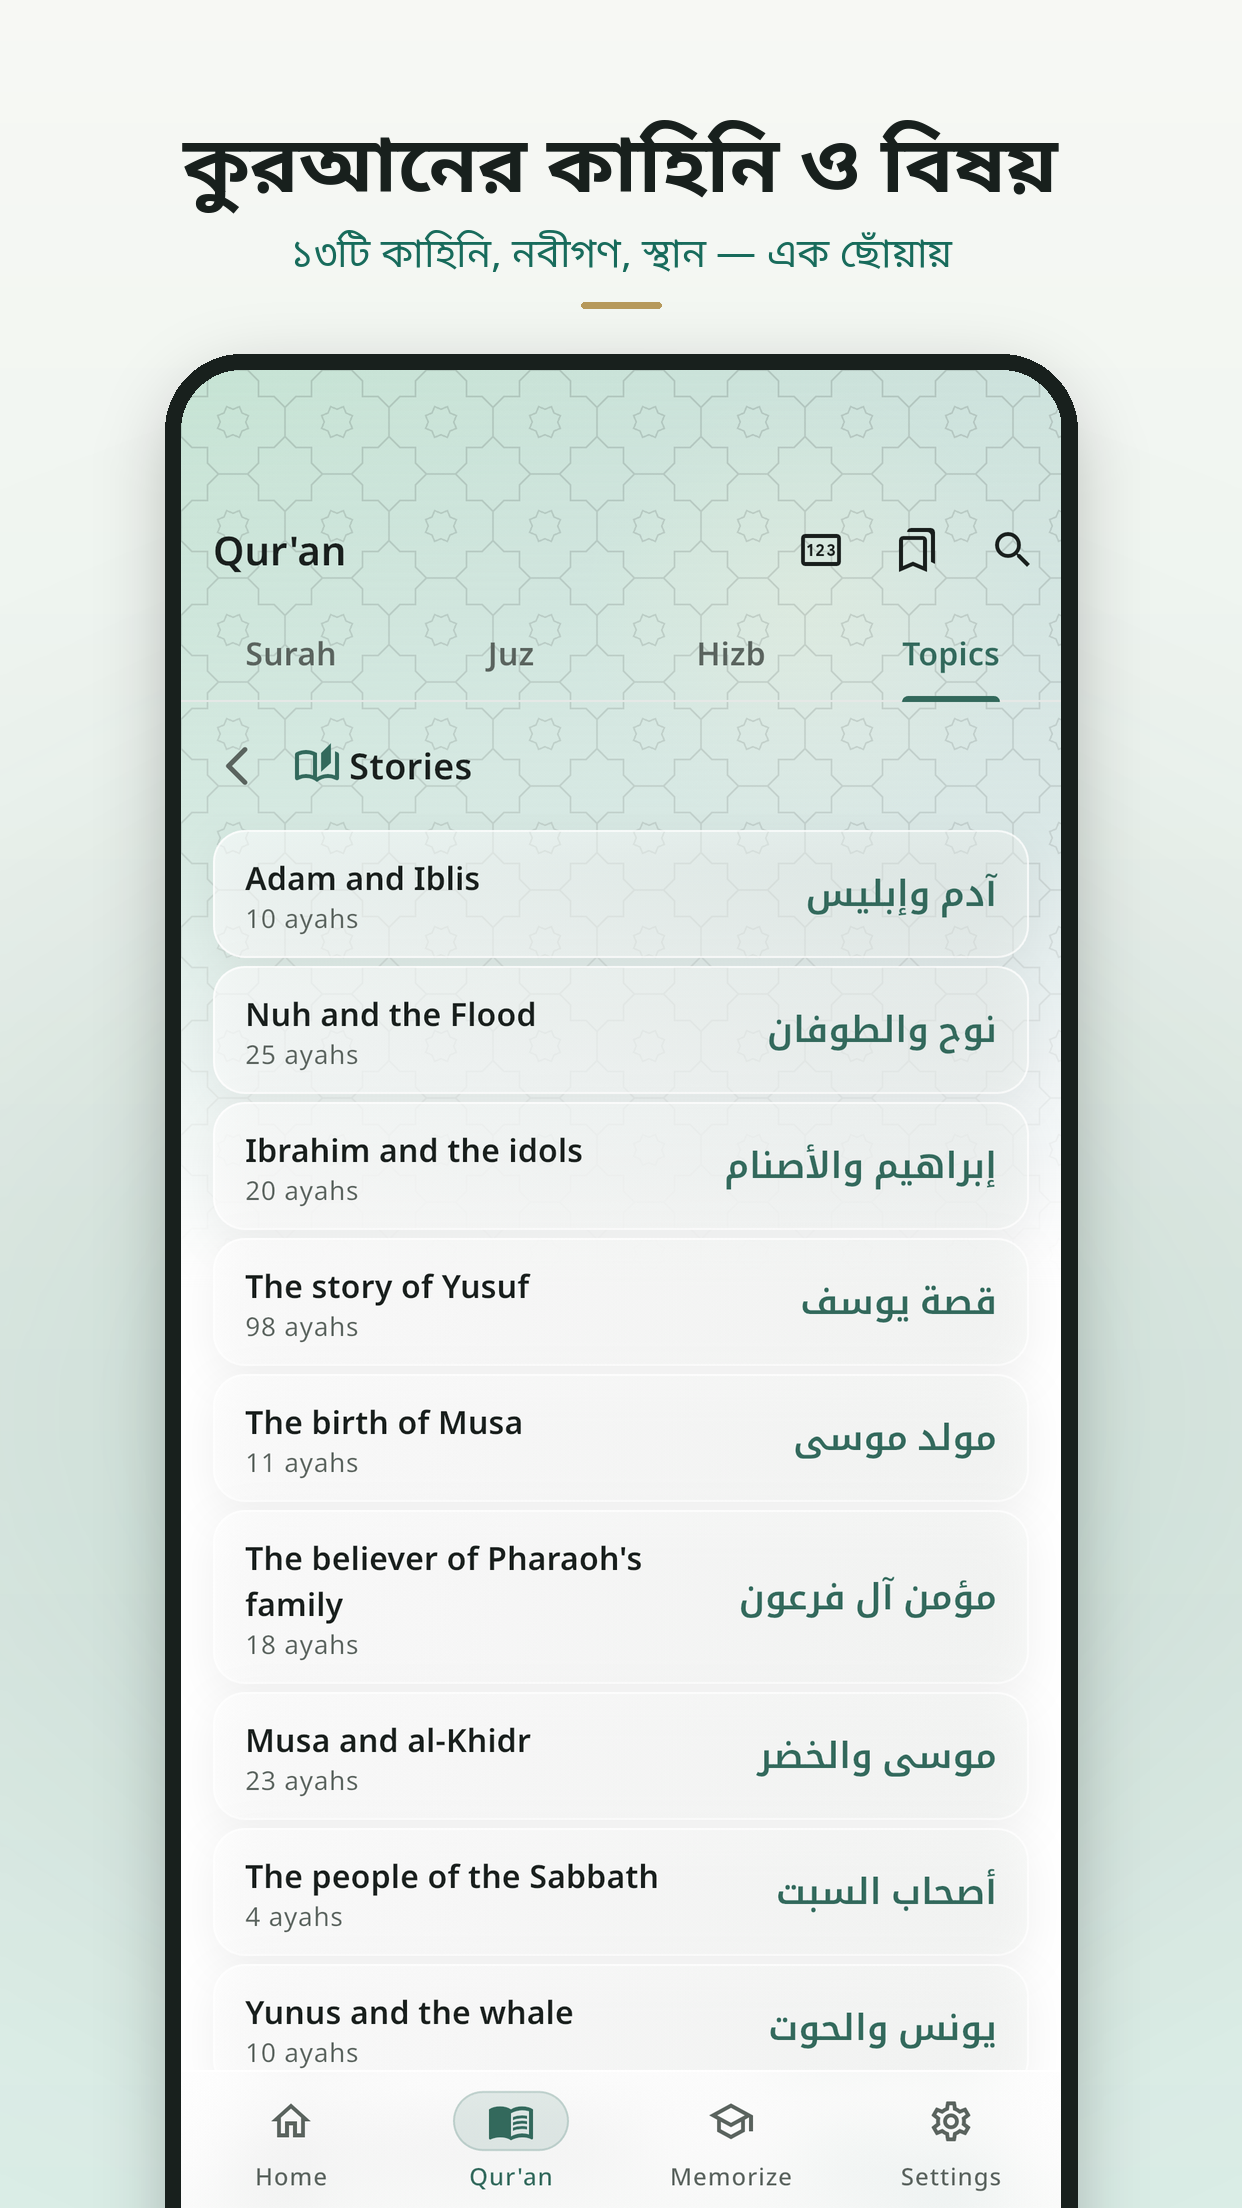 কুরআনের কাহিনি ও বিষয়
১৩টি কাহিনি, নবীগণ, স্থান — এক ছোঁয়ায়
Qur'an
123
Surah Juz Hizb Topics
Stories
Adam and Iblis
10 ayahs
آدم وإبليس
Nuh and the Flood
25 ayahs
نوح والطوفان
Ibrahim and the idols
20 ayahs
إبراهيم والأصنام
The story of Yusuf
98 ayahs
قصة يوسف
The birth of Musa
11 ayahs
مولد موسى
The believer of Pharaoh's
family
18 ayahs
مؤمن آل فرعون
Musa and al-Khidr
23 ayahs
موسى والخضر
The people of the Sabbath
4 ayahs
أصحاب السبت
Yunus and the whale
10 ayahs
يونس والحوت
Home Qur'an Memorize Settings